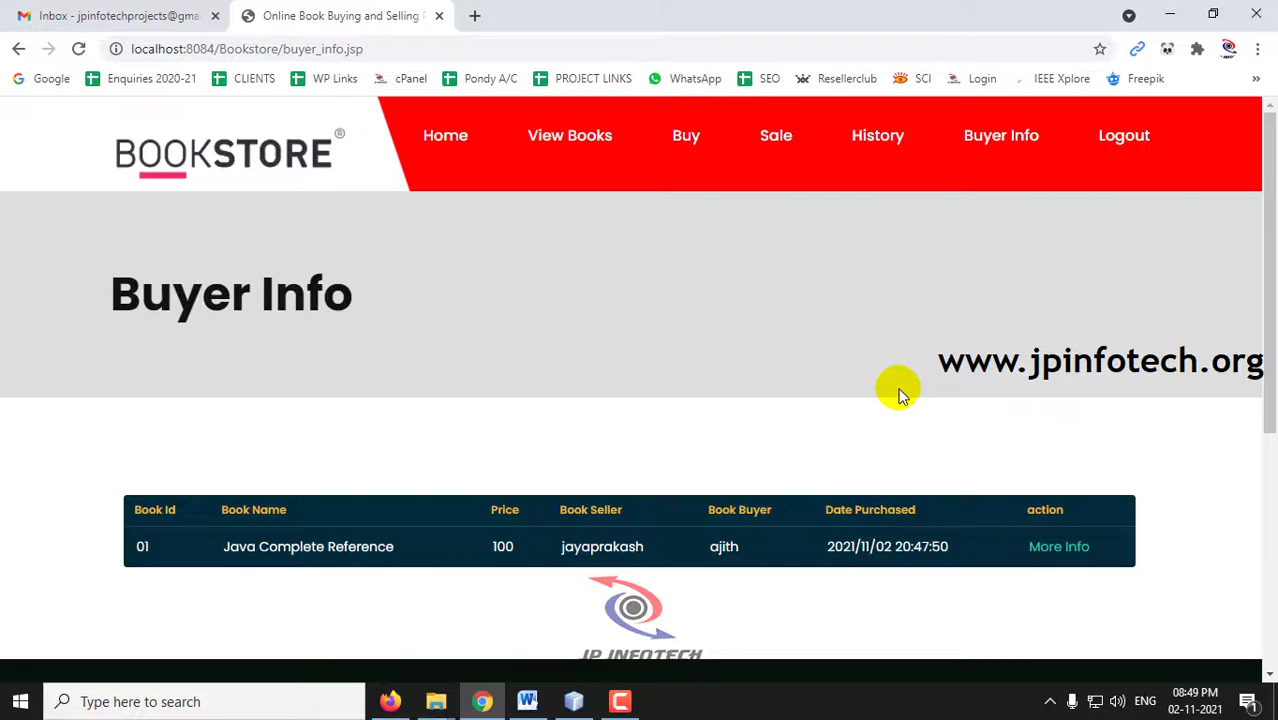 Inbox - jpinfotechprojects@gma
Online Book Buying and Selling
localhost:8084/Bookstore/buyer_info.jsp
Google
Enquiries 2020-21
CLIENTS
WP Links
cPanel
Pondy A/C
PROJECT LINKS
WhatsApp
SEO
Resellerclub
SCI
Login
IEEE Xplore
Freepik
»
BOOKSTORE®
Home
View Books
Buy
Sale
History
Buyer Info
Logout
Buyer Info
www.jpinfotech.org
Book Id Book Name Price Book Seller Book Buyer Date Purchased action
01 Java Complete Reference 100 jayaprakash ajith 2021/11/02 20:47:50 More Info
JP INFOTECH
Type here to search
ENG
08:49 PM
02-11-2021
1